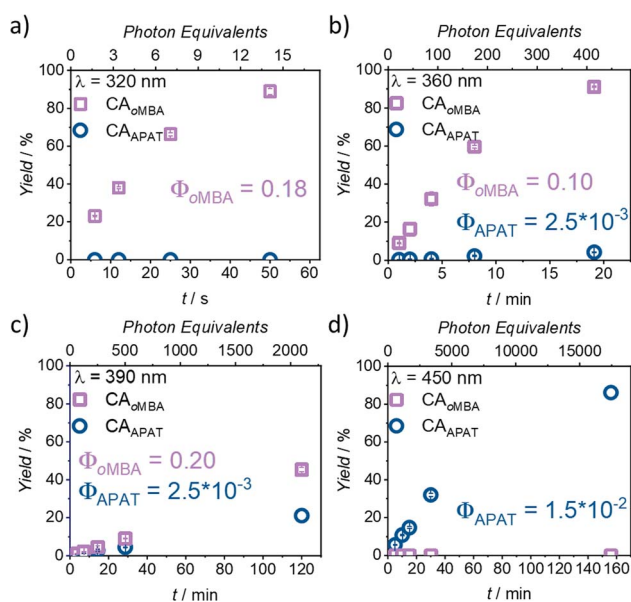 a)
Photon Equivalents
0 5 10 15
λ = 320 nm
CAoMBA
CAAPAT
ΦoMBA = 0.18
Yield / %
100
80
60
40
20
0
0 10 20 30 40 50 60
t / s
b)
Photon Equivalents
0 100 200 300 400
λ = 360 nm
CAoMBA
CAAPAT
ΦoMBA = 0.10
ΦAPAT = 2.5*10-3
Yield / %
100
80
60
40
20
0
0 5 10 15 20
t / min
c)
Photon Equivalents
0 500 1000 1500 2000
λ = 390 nm
CAoMBA
CAAPAT
ΦoMBA = 0.20
ΦAPAT = 2.5*10-3
Yield / %
100
80
60
40
20
0
0 20 40 60 80 100 120
t / min
d)
Photon Equivalents
0 5000 10000 15000
λ = 450 nm
CAoMBA
CAAPAT
ΦAPAT = 1.5*10-2
Yield / %
100
80
60
40
20
0
0 20 40 60 80 100 120 140 160
t / min